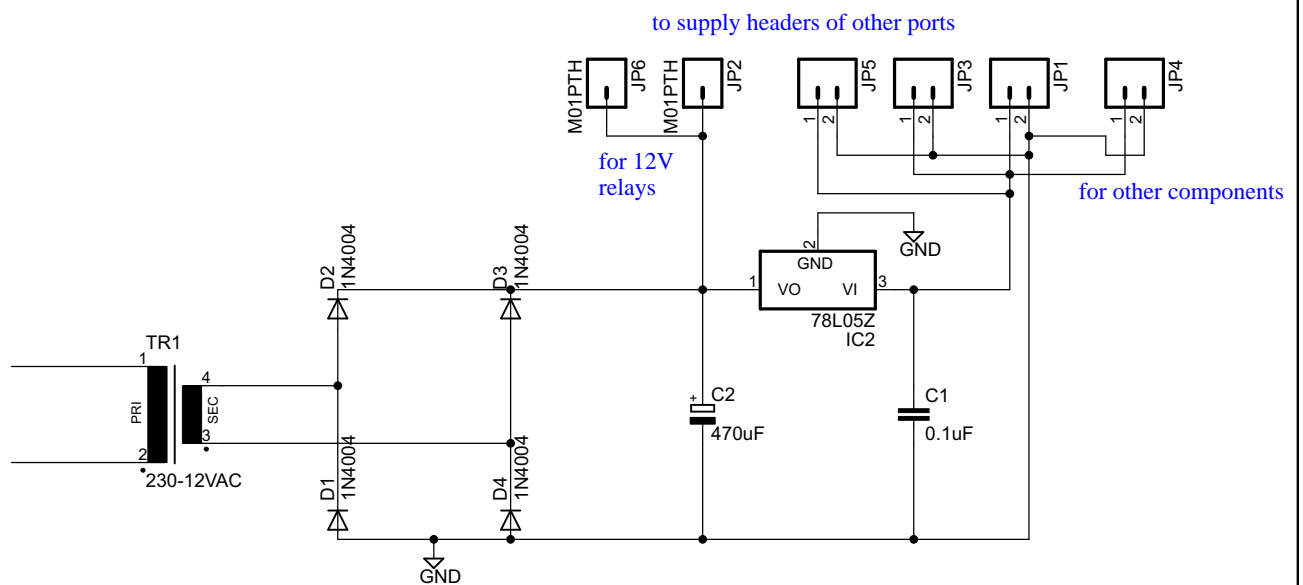 to supply headers of other ports
M01PTH
JP6
M01PTH
JP2
JP5
JP3
JP1
JP4
1
2
1
2
1
2
1
2
for 12V
relays
for other components
GND
2
GND
1
VO
VI
3
78L05Z
IC2
D2
1N4004
D3
1N4004
TR1
1
4
PRI
SEC
2
3
230-12VAC
D1
1N4004
D4
1N4004
+
C2
470uF
C1
0.1uF
GND